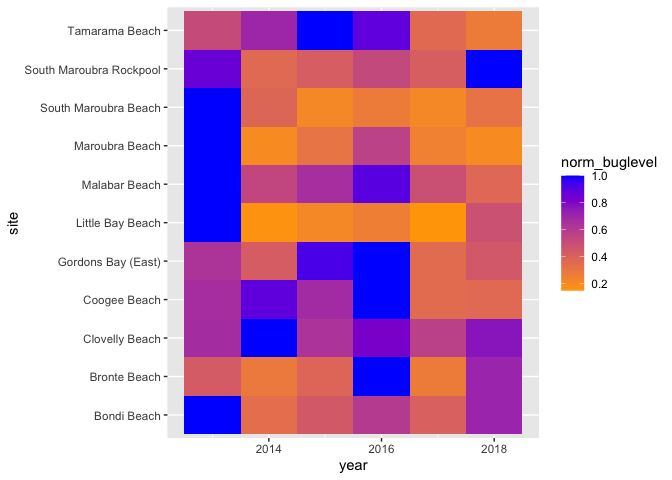 Tamarama Beach
South Maroubra Rockpool
South Maroubra Beach
Maroubra Beach
Malabar Beach
Little Bay Beach
Gordons Bay (East)
Coogee Beach
Clovelly Beach
Bronte Beach
Bondi Beach
site
2014 2016 2018
year
norm_buglevel
1.0
0.8
0.6
0.4
0.2